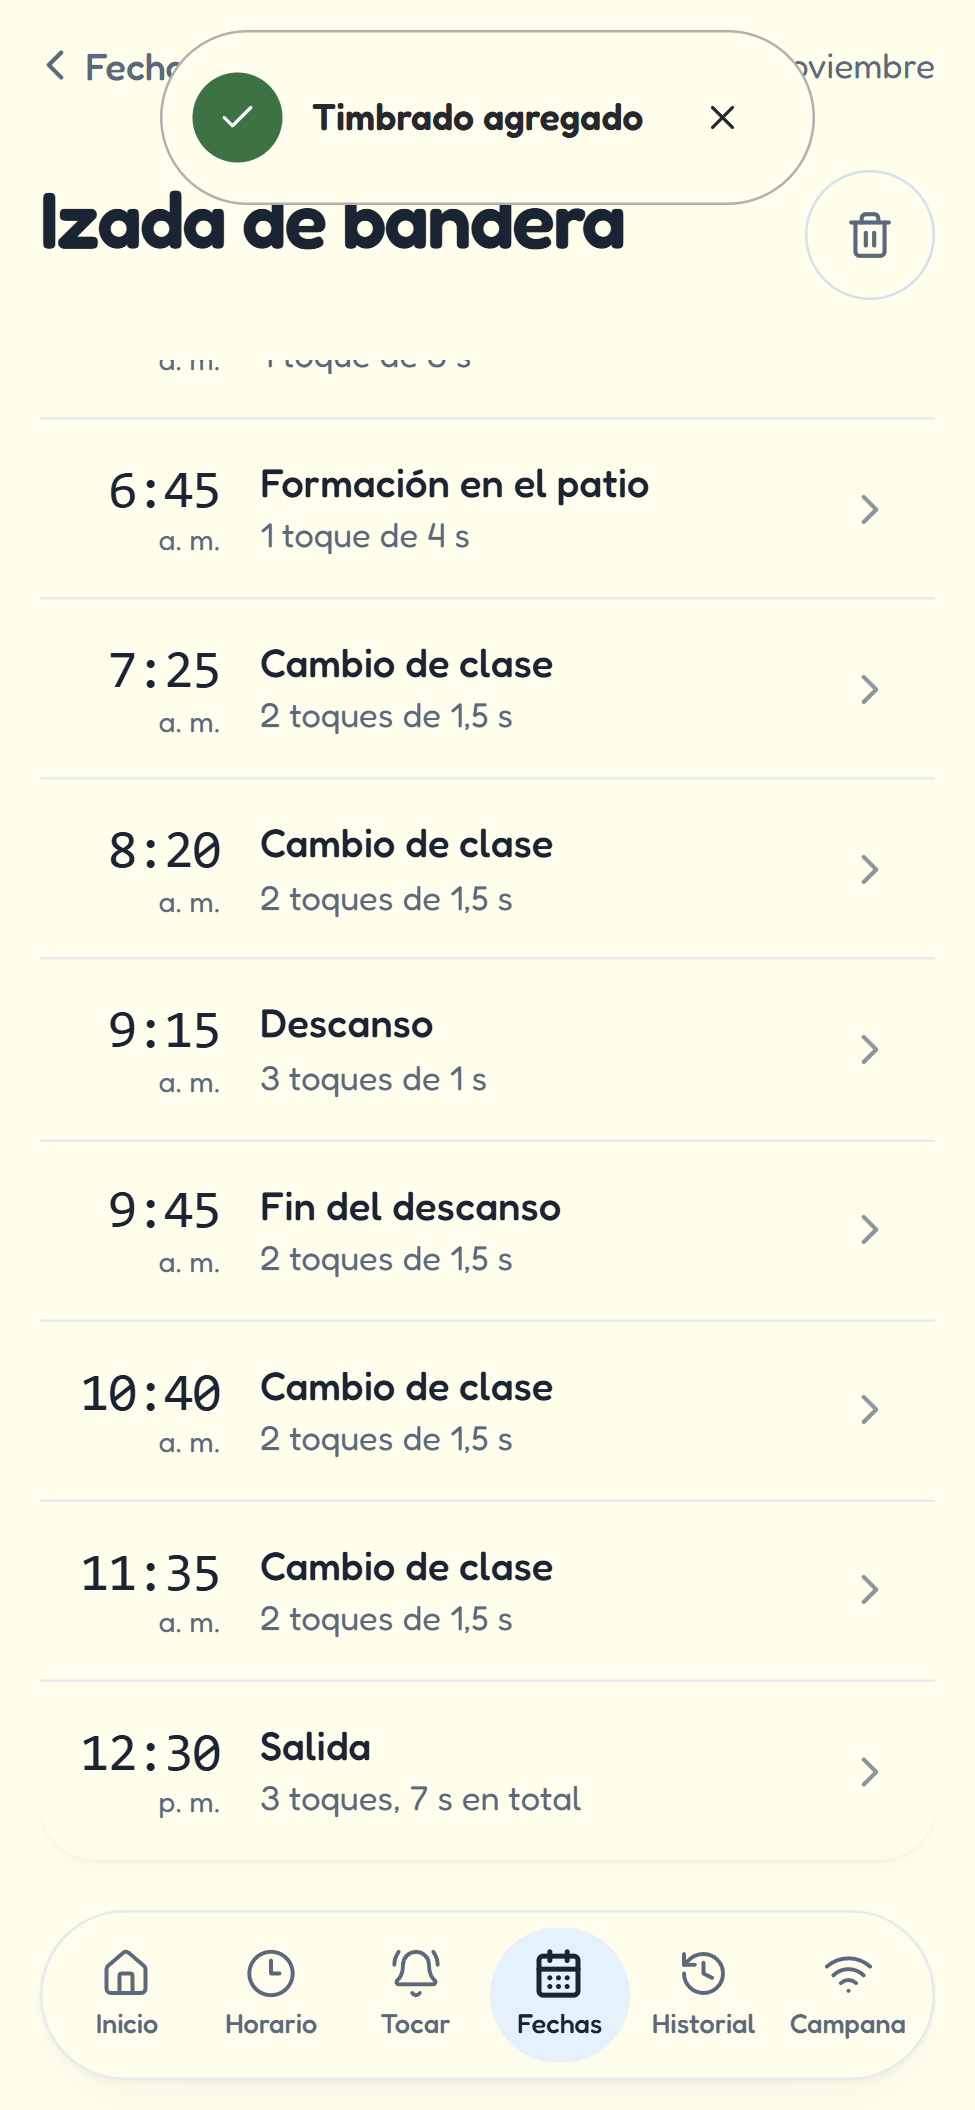 Timbrado agregado
Izada de bandera
a. m.
6:45 Formación en el patio
a. m. 1 toque de 4 s
7:25 Cambio de clase
a. m. 2 toques de 1,5 s
8:20 Cambio de clase
a. m. 2 toques de 1,5 s
9:15 Descanso
a. m. 3 toques de 1 s
9:45 Fin del descanso
a. m. 2 toques de 1,5 s
10:40 Cambio de clase
a. m. 2 toques de 1,5 s
11:35 Cambio de clase
a. m. 2 toques de 1,5 s
12:30 Salida
p. m. 3 toques, 7 s en total
Inicio Horario Tocar Fechas Historial Campana